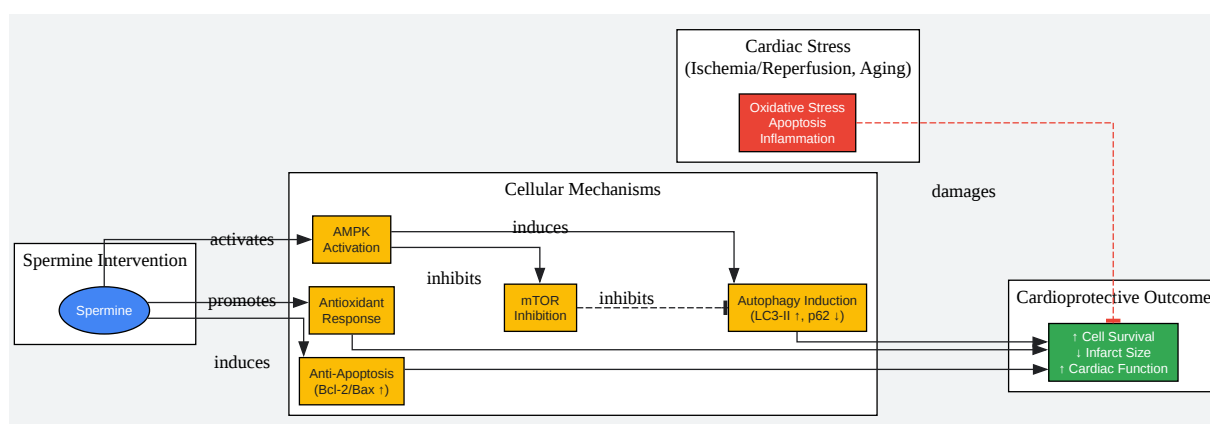 Cardiac Stress
(Ischemia/Reperfusion, Aging)
Oxidative Stress
Apoptosis
Inflammation
damages
Cellular Mechanisms
AMPK
Activation
induces
activates
Spermine Intervention
Spermine
promotes
Antioxidant
Response
inhibits
mTOR
Inhibition
inhibits
Autophagy Induction
(LC3-II ↑, p62 ↓)
induces
Anti-Apoptosis
(Bcl-2/Bax ↑)
Cardioprotective Outcome
↑ Cell Survival
↓ Infarct Size
↑ Cardiac Function